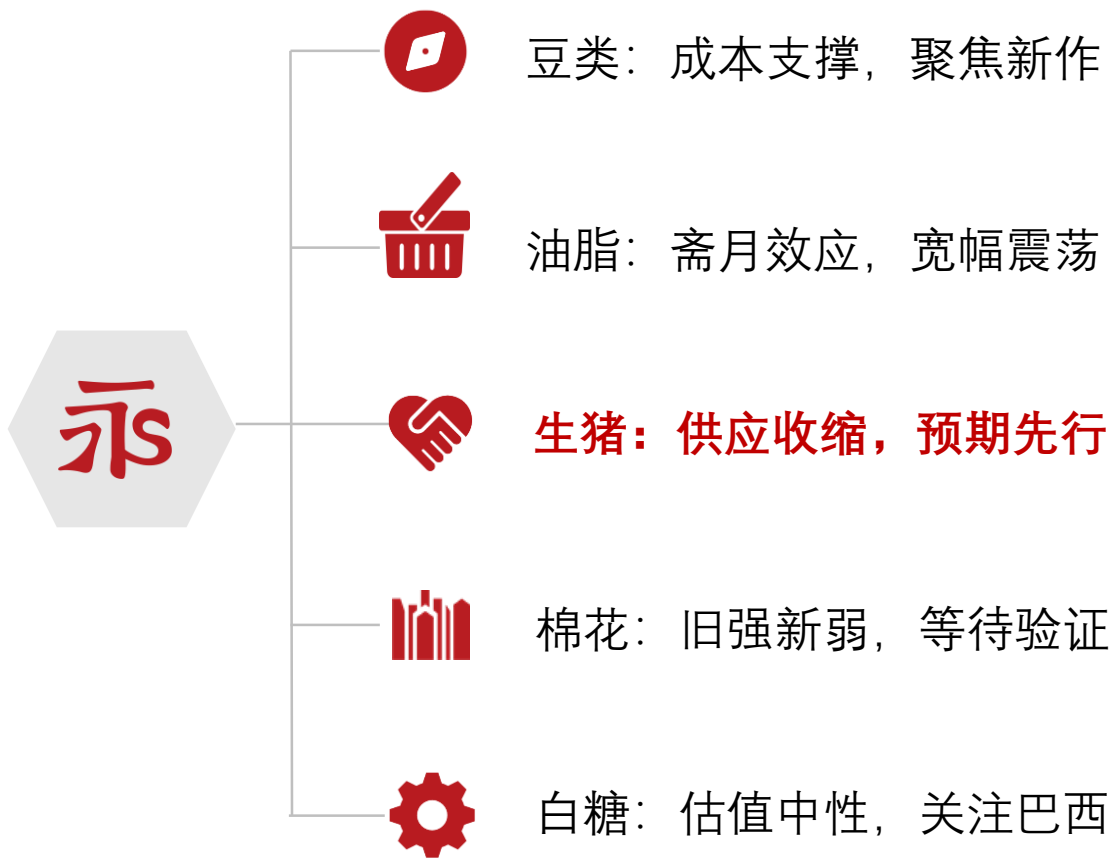 豆类：成本支撑，聚焦新作
油脂：斋月效应，宽幅震荡
生猪：供应收缩，预期先行
棉花：旧强新弱，等待验证
白糖：估值中性，关注巴西